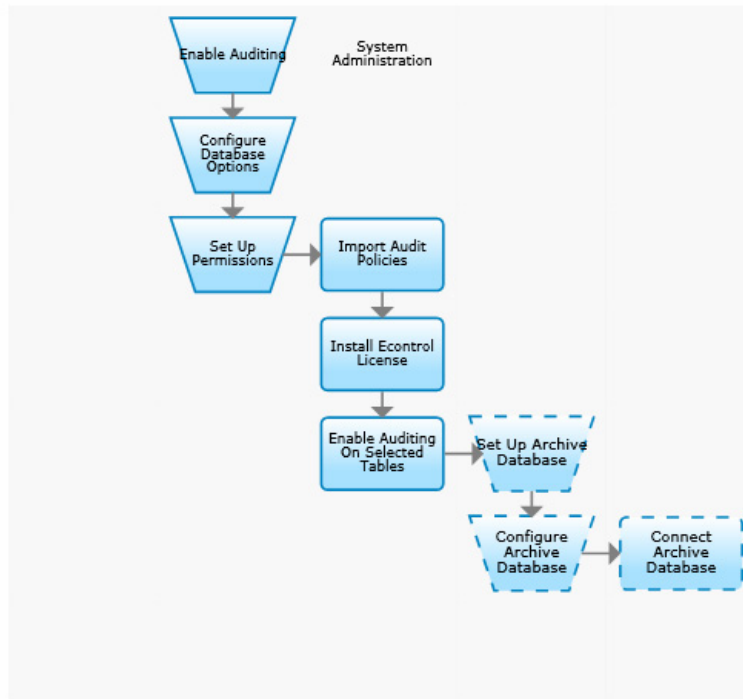 Enable Auditing
System
Administration
Configure
Database
Options
Set Up
Permissions
Import Audit
Policies
Install Econtrol
License
Enable Auditing
On Selected
Tables
Set Up Archive
Database
Configure
Archive
Database
Connect
Archive
Database